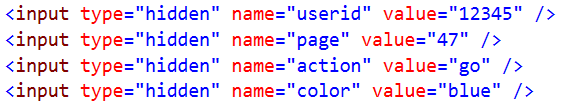 <input type="hidden" name="userid" value="12345" />
<input type="hidden" name="page" value="47" />
<input type="hidden" name="action" value="go" />
<input type="hidden" name="color" value="blue" />